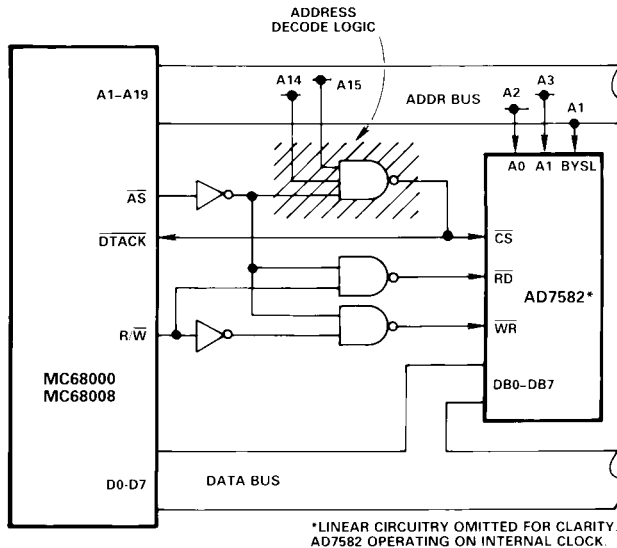 ADDRESS
DECODE LOGIC
A1–A19
A14
A15
ADDR BUS
A2
A3
A1
A0
A1
BYSL
AS
DTACK
CS
RD
AD7582*
R/W
WR
MC68000
MC68008
DB0–DB7
D0-D7
DATA BUS
*LINEAR CIRCUITRY OMITTED FOR CLARITY.
AD7582 OPERATING ON INTERNAL CLOCK.